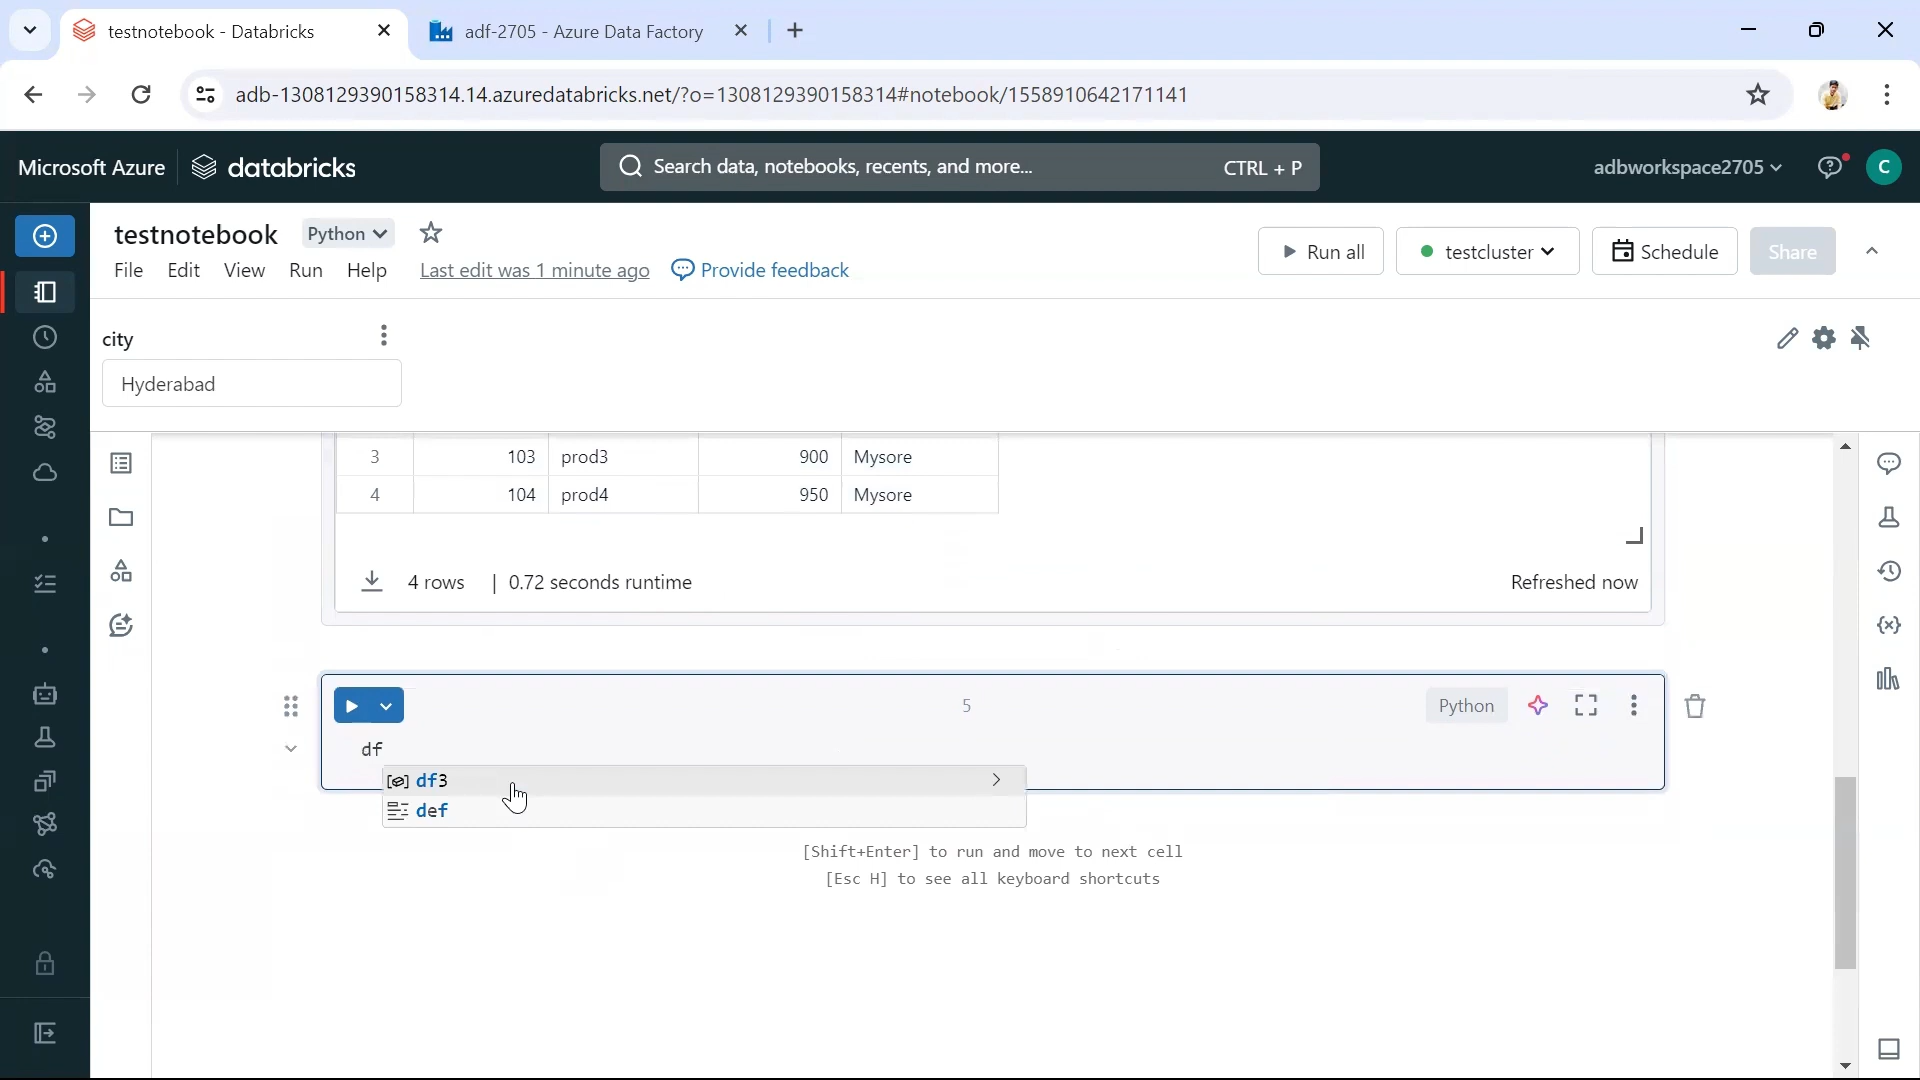 testnotebook - Databricks
adf-2705 - Azure Data Factory
adb-1308129390158314.14.azuredatabricks.net/?o=1308129390158314#notebook/1558910642171141
Microsoft Azure
databricks
Search data, notebooks, recents, and more...
CTRL + P
adbworkspace2705
C
testnotebook
Python
File
Edit
View
Run
Help
Last edit was 1 minute ago
Provide feedback
Run all
testcluster
Schedule
Share
city
Hyderabad
3 103 prod3 900 Mysore
4 104 prod4 950 Mysore
4 rows | 0.72 seconds runtime
Refreshed now
5
Python
df
df3
def
[Shift+Enter] to run and move to next cell
[Esc H] to see all keyboard shortcuts